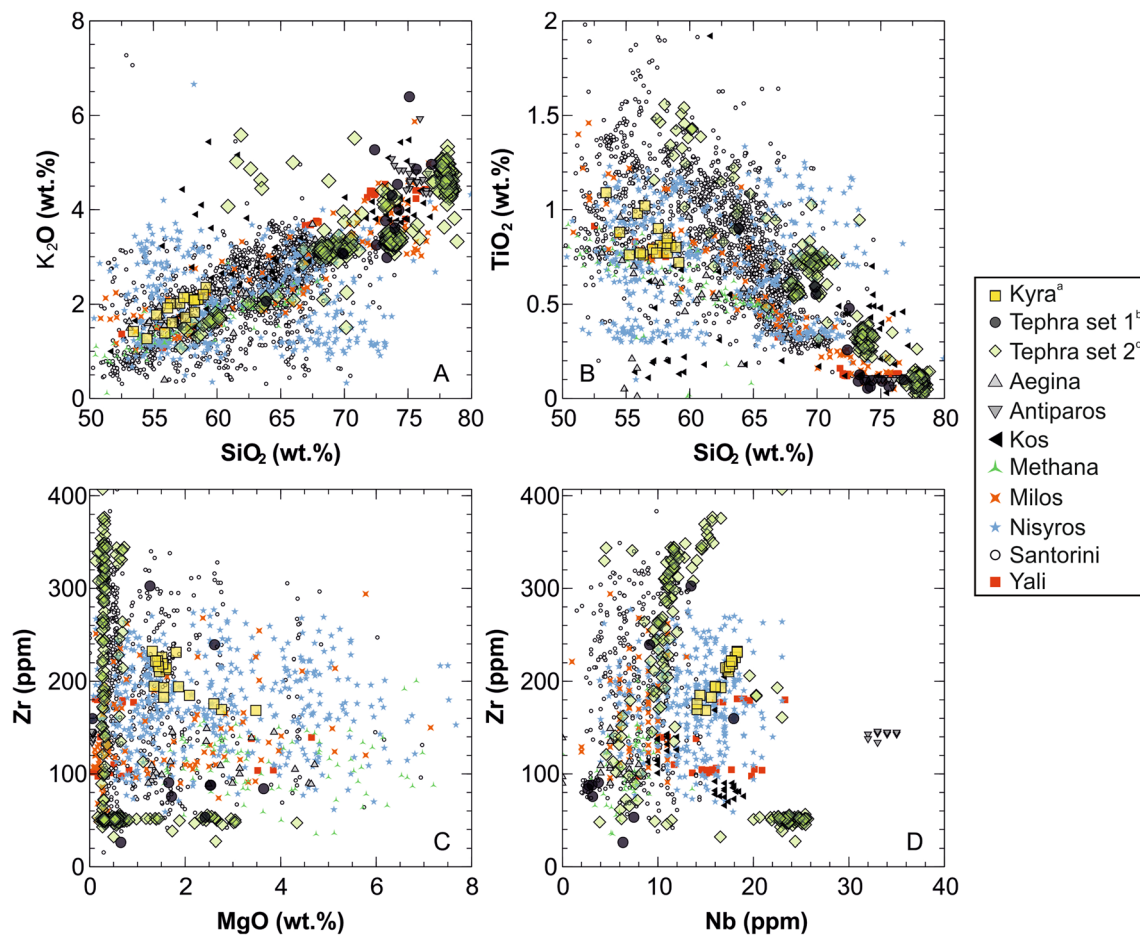 8
6
4
2
0
50
55
60
65
70
75
80
K₂O (wt.%)
SiO₂ (wt.%)
A
2
1.5
1
0.5
0
50
55
60
65
70
75
80
TiO₂ (wt.%)
SiO₂ (wt.%)
B
400
300
200
100
0
0
2
4
6
8
Zr (ppm)
MgO (wt.%)
C
400
300
200
100
0
0
10
20
30
40
Zr (ppm)
Nb (ppm)
D
Kyraᵃ
Tephra set 1ᵇ
Tephra set 2ᶜ
Aegina
Antiparos
Kos
Methana
Milos
Nisyros
Santorini
Yali